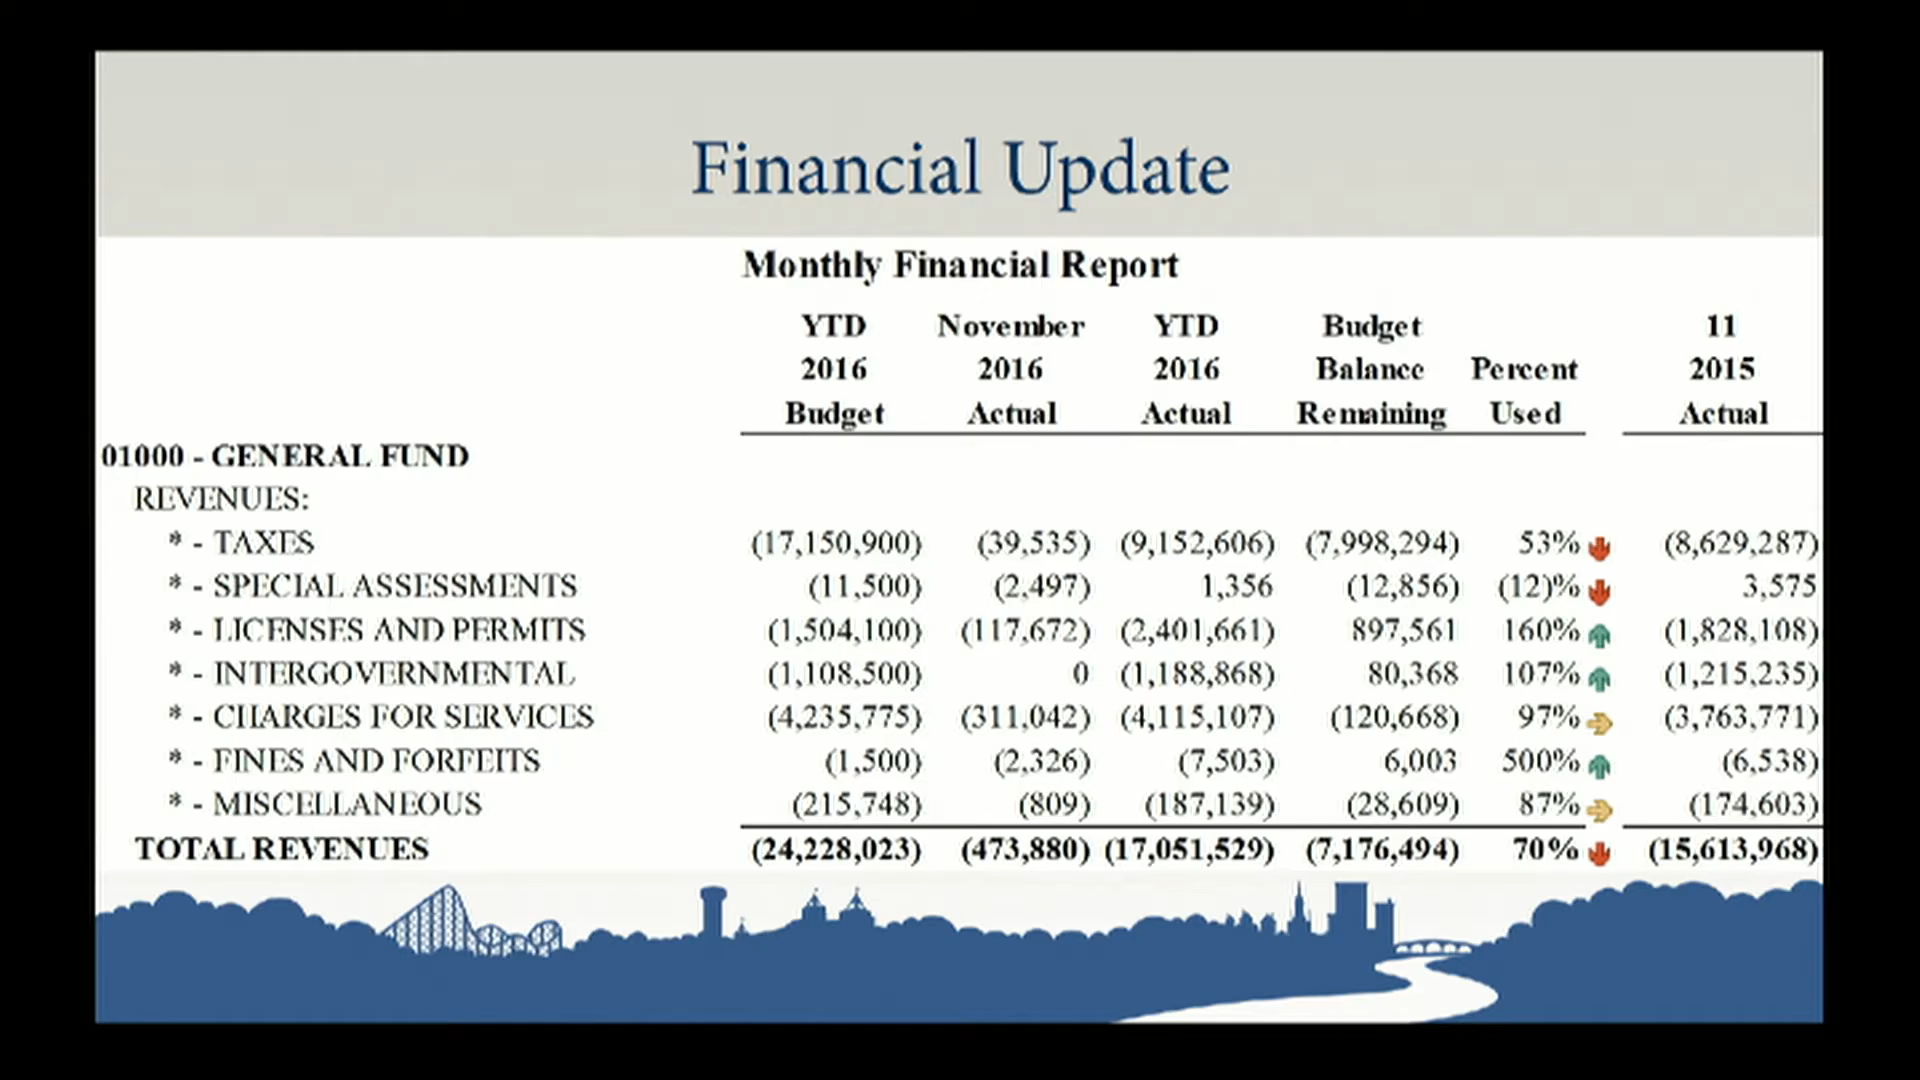 Financial Update
Monthly Financial Report
YTD November YTD Budget 11
2016 2016 2016 Balance Percent 2015
Budget Actual Actual Remaining Used Actual
01000 - GENERAL FUND
REVENUES:
* - TAXES (17,150,900) (39,535) (9,152,606) (7,998,294) 53% (8,629,287)
* - SPECIAL ASSESSMENTS (11,500) (2,497) 1,356 (12,856) (12)% 3,575
* - LICENSES AND PERMITS (1,504,100) (117,672) (2,401,661) 897,561 160% (1,828,108)
* - INTERGOVERNMENTAL (1,108,500) 0 (1,188,868) 80,368 107% (1,215,235)
* - CHARGES FOR SERVICES (4,235,775) (311,042) (4,115,107) (120,668) 97% (3,763,771)
* - FINES AND FORFEITS (1,500) (2,326) (7,503) 6,003 500% (6,538)
* - MISCELLANEOUS (215,748) (809) (187,139) (28,609) 87% (174,603)
TOTAL REVENUES (24,228,023) (473,880) (17,051,529) (7,176,494) 70% (15,613,968)